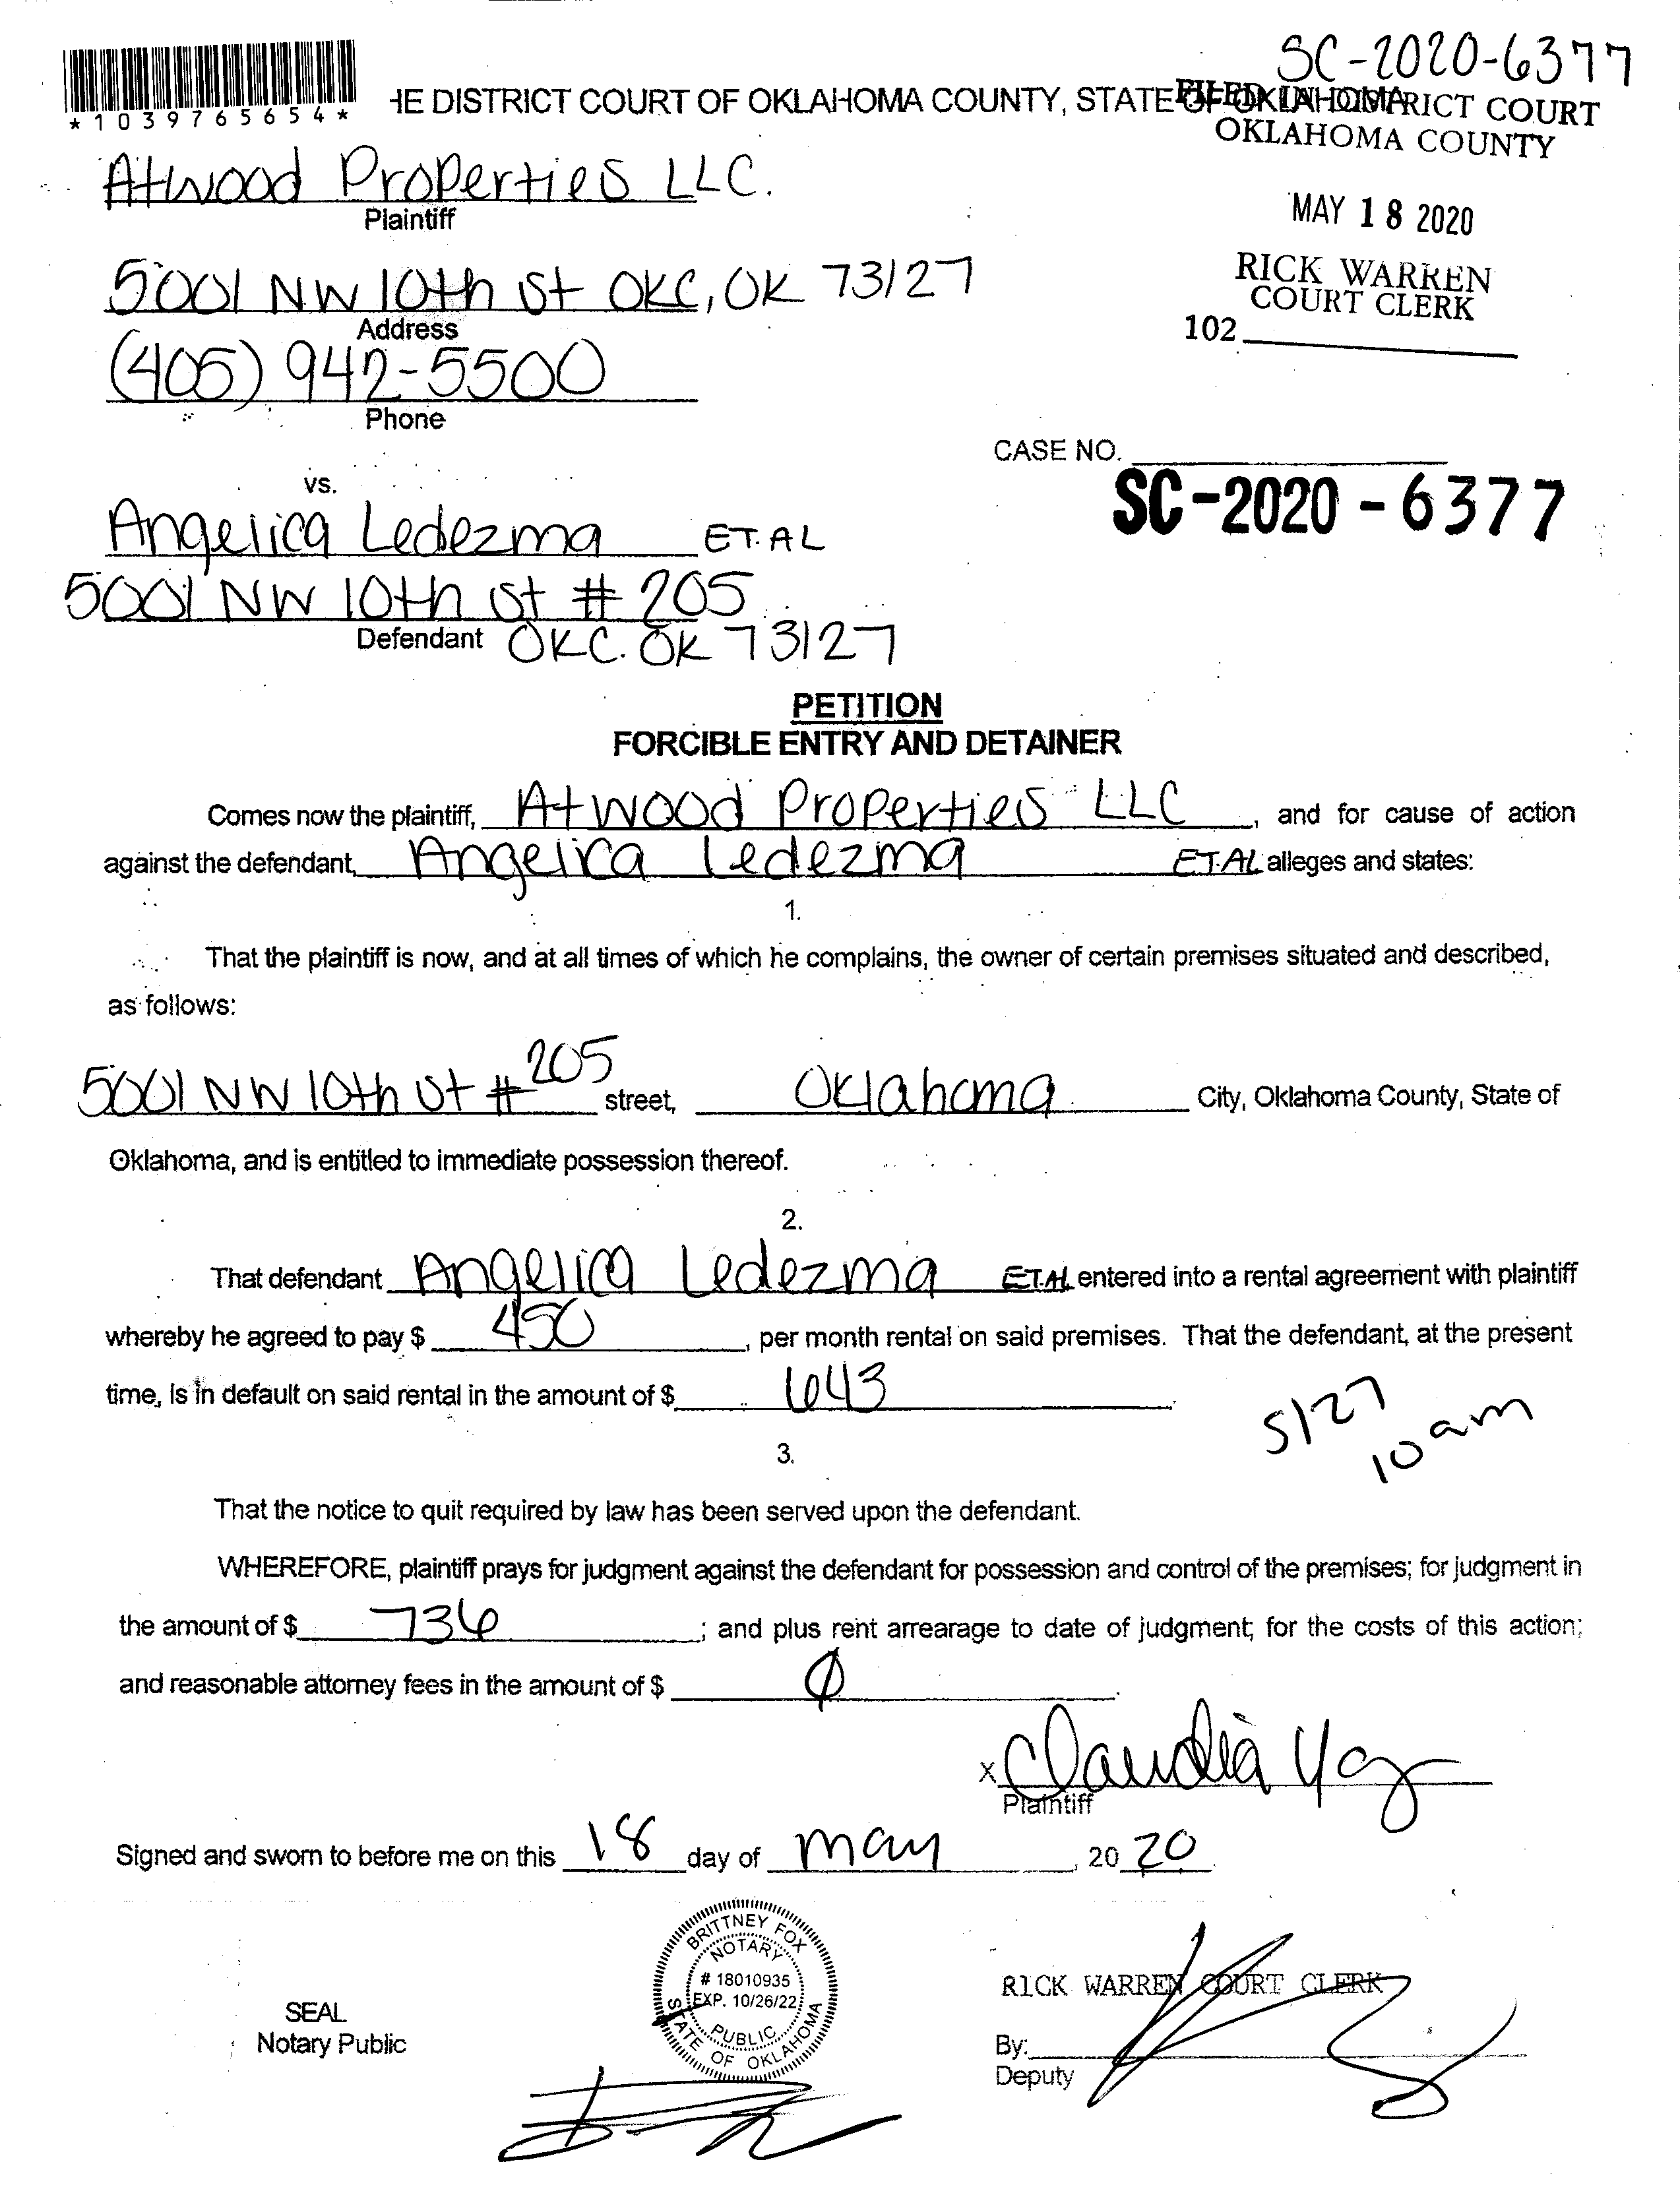 SC-2020-6377
*1039765654*
HE DISTRICT COURT OF OKLAHOMA COUNTY, STATE OF OKLAHOMA
FILED IN DISTRICT COURT
OKLAHOMA COUNTY
Atwood Properties LLC.
Plaintiff
MAY 18 2020
5001 NW 10th St OKC, OK 73127
Address
RICK WARREN
COURT CLERK
102
(405) 942-5500
Phone
CASE NO.
SC-2020-6377
vs.
Angelica Ledezma ET.AL
5001 NW 10th St # 205
Defendant OKC. OK 73127
PETITION
FORCIBLE ENTRY AND DETAINER
Comes now the plaintiff, Atwood Properties LLC, and for cause of action
against the defendant, Angelica Ledezma ET.AL alleges and states:
1.
That the plaintiff is now, and at all times of which he complains, the owner of certain premises situated and described,
as follows:
5001 NW 10th St # 205 street, Oklahoma City, Oklahoma County, State of
Oklahoma, and is entitled to immediate possession thereof.
2.
That defendant Angelica Ledezma ET.AL entered into a rental agreement with plaintiff
whereby he agreed to pay $ 450, per month rental on said premises. That the defendant, at the present
time, is in default on said rental in the amount of $ 643.
5/27
10am
3.
That the notice to quit required by law has been served upon the defendant.
WHEREFORE, plaintiff prays for judgment against the defendant for possession and control of the premises; for judgment in
the amount of $ 736; and plus rent arrearage to date of judgment; for the costs of this action;
and reasonable attorney fees in the amount of $ Ø.
X Claudia
Plaintiff
Signed and sworn to before me on this 18 day of may, 2020.
BRITTNEY FOX
NOTARY
# 18010935
EXP. 10/26/22
PUBLIC
STATE OF OKLAHOMA
SEAL
Notary Public
RICK WARREN COURT CLERK
By:
Deputy